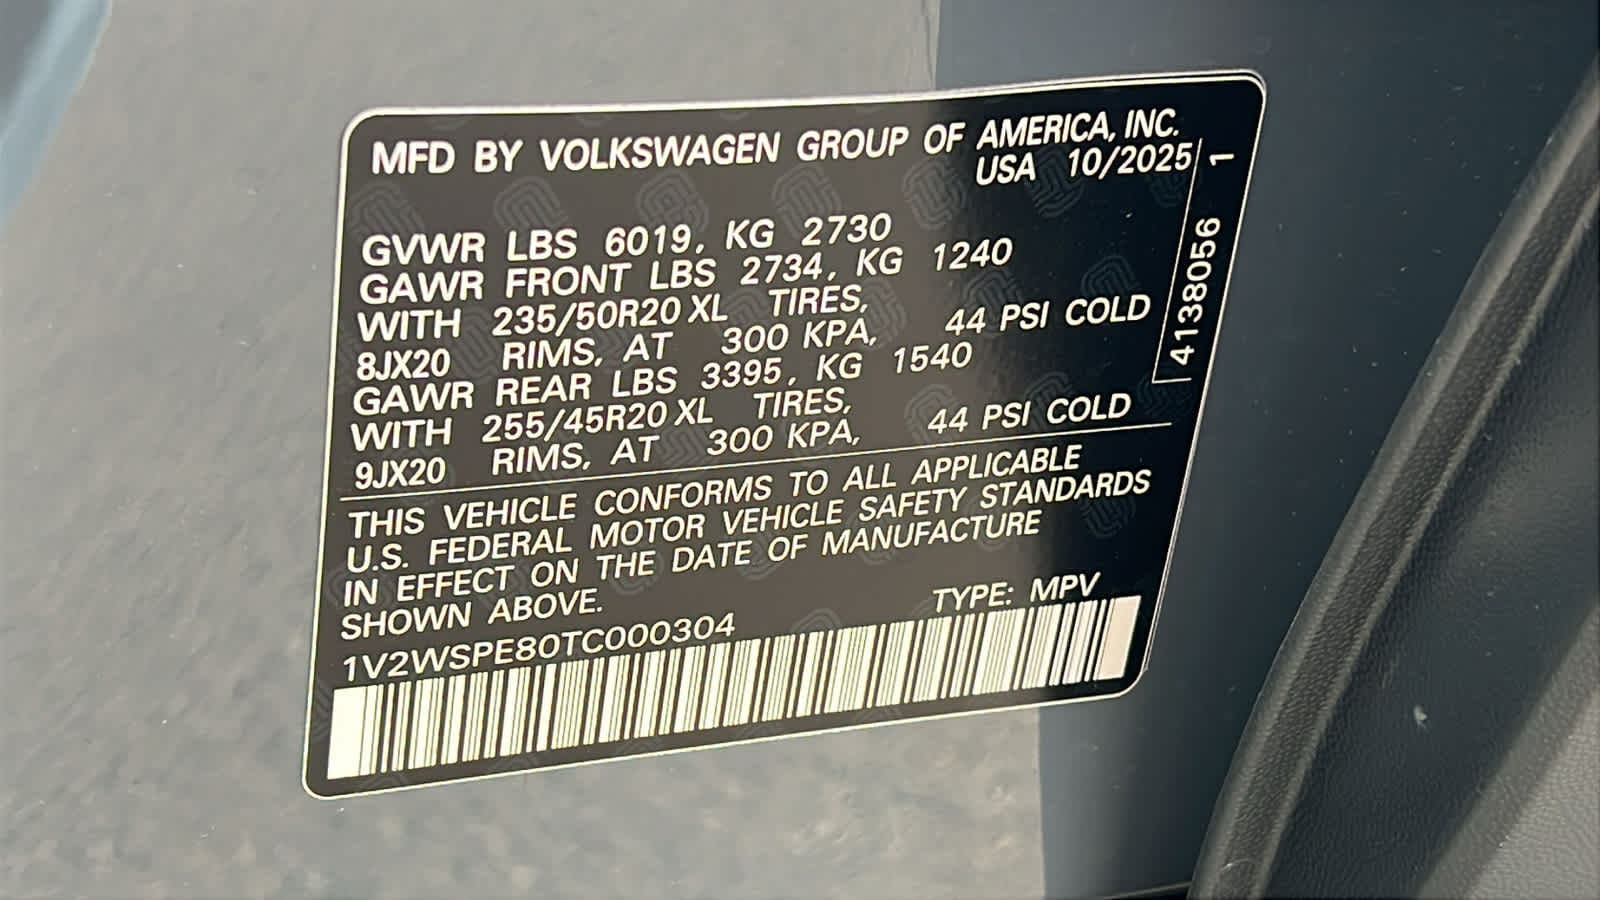 MFD BY VOLKSWAGEN GROUP OF AMERICA, INC.
USA 10/2025
GVWR LBS 6019, KG 2730
GAWR FRONT LBS 2734, KG 1240
WITH 235/50R20 XL TIRES,
8JX20 RIMS, AT 300 KPA, 44 PSI COLD
GAWR REAR LBS 3395, KG 1540
WITH 255/45R20 XL TIRES,
9JX20 RIMS, AT 300 KPA, 44 PSI COLD
THIS VEHICLE CONFORMS TO ALL APPLICABLE
U.S. FEDERAL MOTOR VEHICLE SAFETY STANDARDS
IN EFFECT ON THE DATE OF MANUFACTURE
SHOWN ABOVE.
TYPE: MPV
1V2WSPE80TC000304
4138056 1